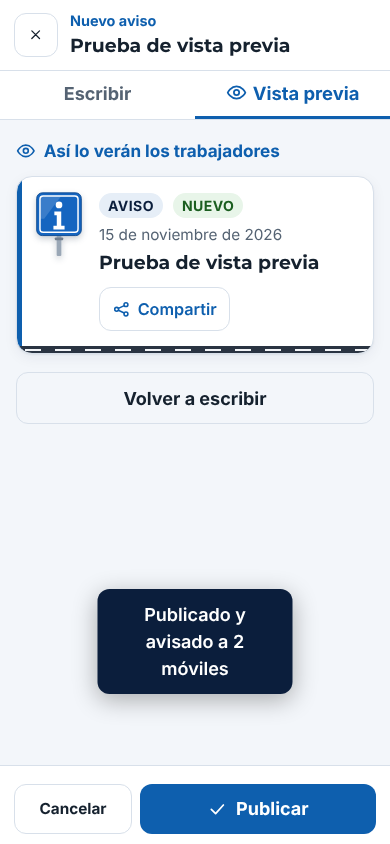 Nuevo aviso
Prueba de vista previa
Escribir
Vista previa
Así lo verán los trabajadores
AVISO
NUEVO
15 de noviembre de 2026
Prueba de vista previa
Compartir
Volver a escribir
Publicado y
avisado a 2
móviles
Cancelar
Publicar